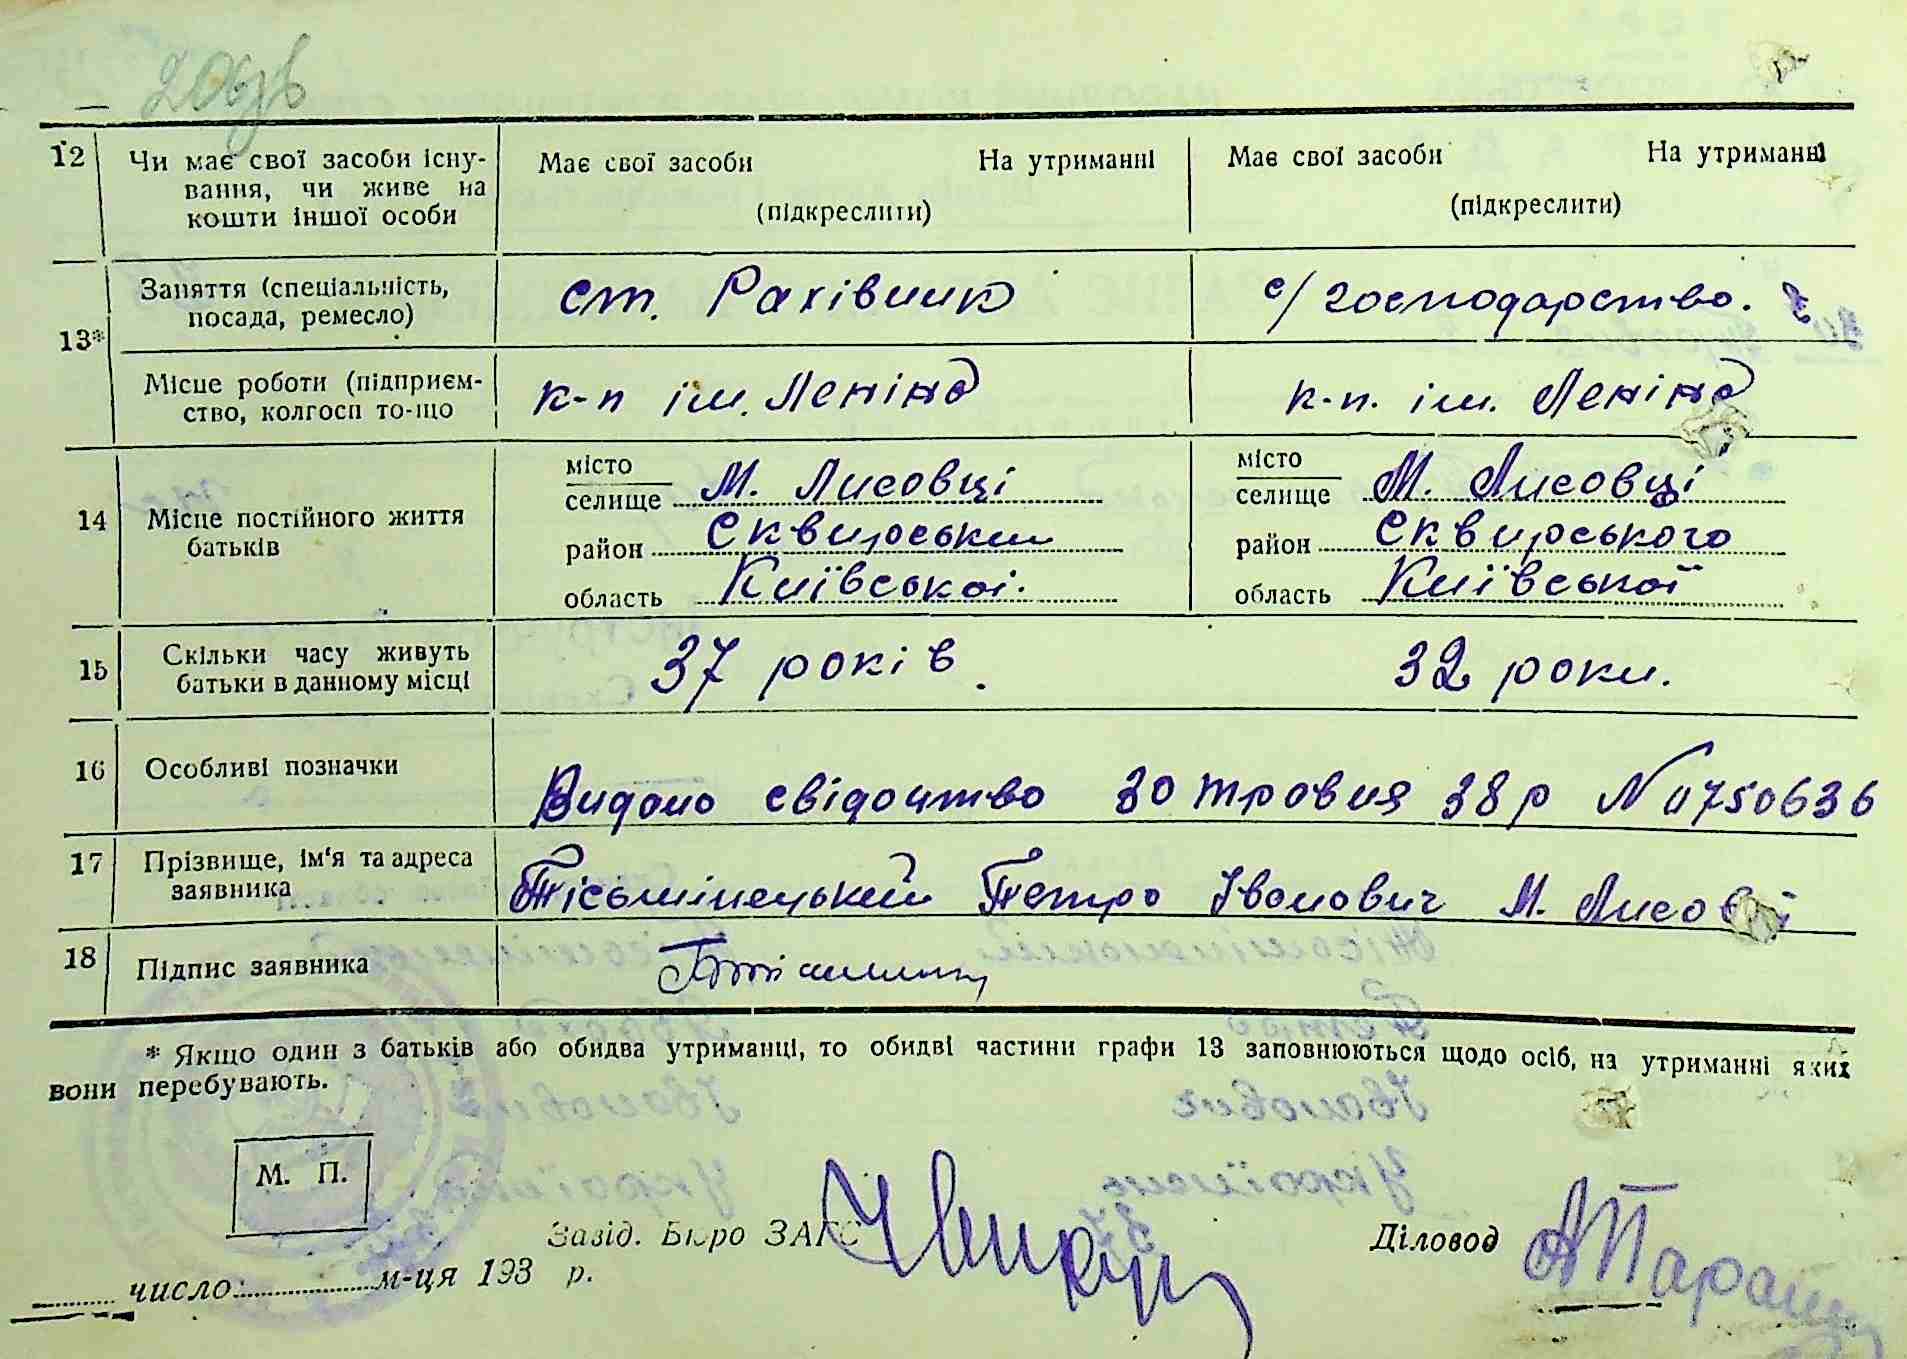 12 Чи має свої засоби існу-
вання, чи живе на
кошти іншої особи
Має свої засоби На утриманні
(підкреслити)
Має свої засоби На утриманні
(підкреслити)
13*
Заняття (спеціальність,
посада, ремесло)
ст. Рахівник
с/господарство.
Місце роботи (підприєм-
ство, колгосп то-що
к-п ім. Леніна
к-п. ім. Леніна
14 Місце постійного життя
батьків
місто
селище М. Лисовці
район Сквирський
область Київської.
місто
селище М. Лисовці
район Сквирського
область Київської
15 Скільки часу живуть
батьки в данному місці
37 років.
32 роки.
16 Особливі позначки
Видано свідоцтво 30 травня 38 р N 0750636
17 Прізвище, ім'я та адреса
заявника
Пісьмінецький Петро Іванович М. Лисовці
18 Підпис заявника
* Якщо один з батьків або обидва утриманці, то обидві частини графи 13 заповнюються щодо осіб, на утриманні яких
вони перебувають.
М. П.
Завід. Бюро ЗАГС
Діловод
число: м-ця 193 р.